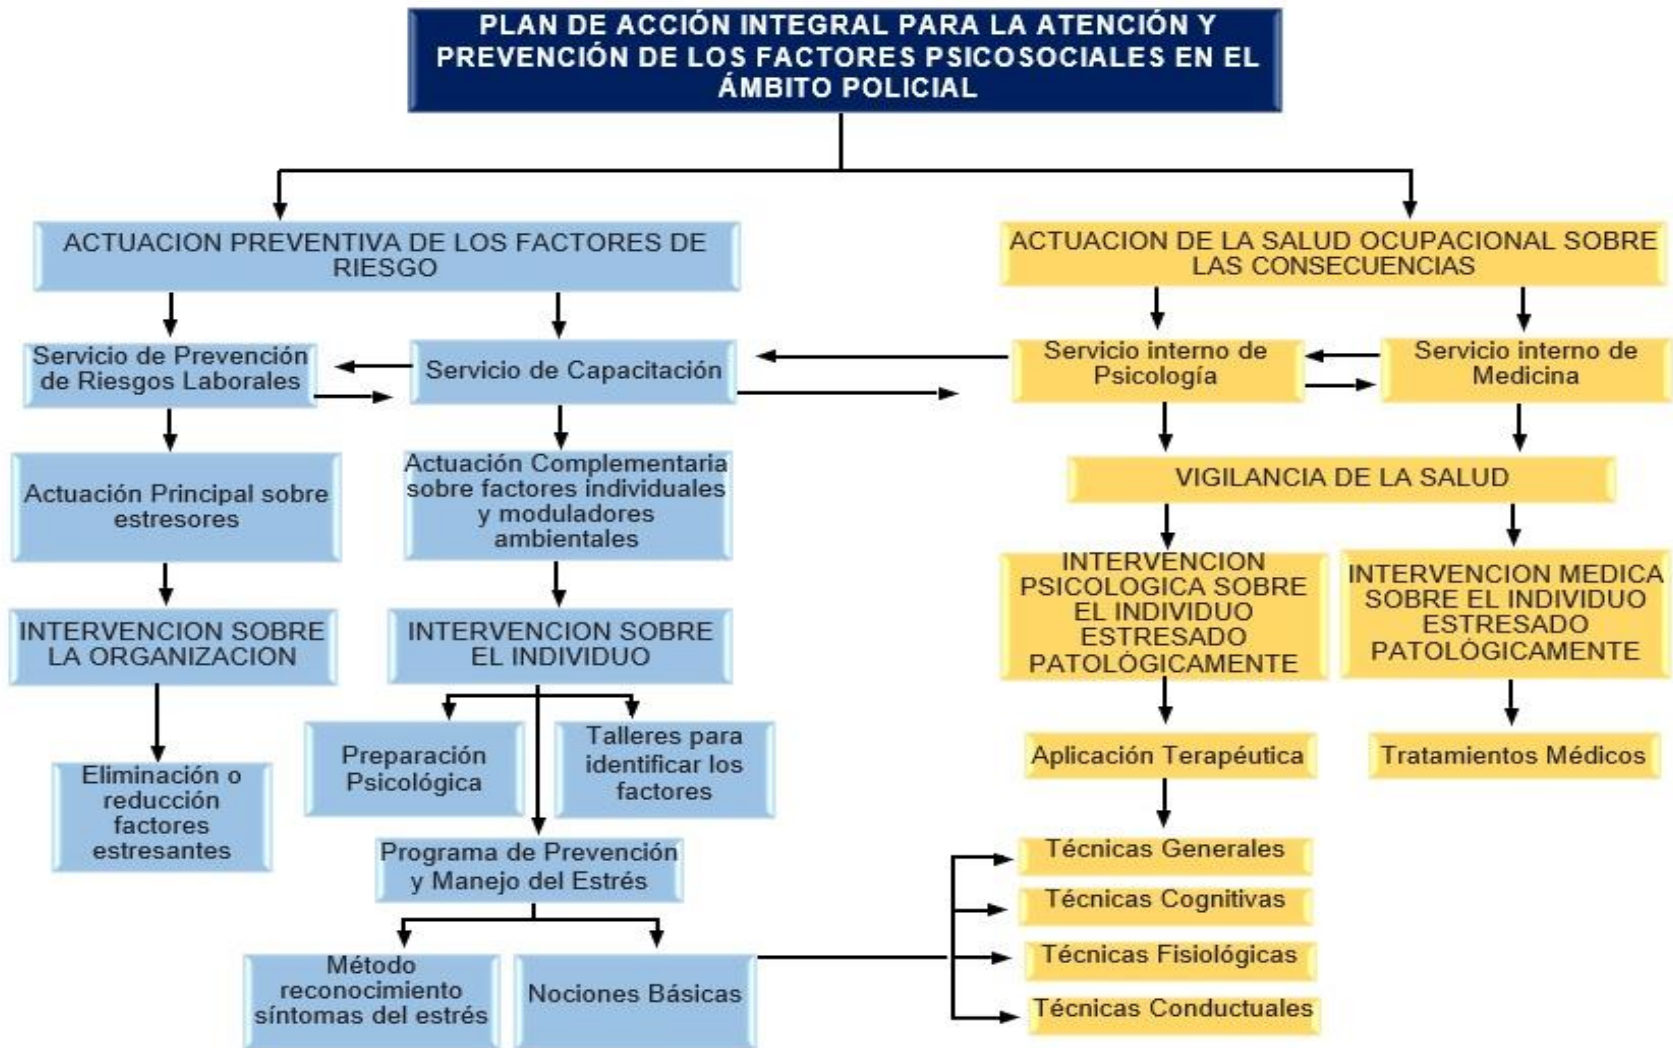 PLAN DE ACCIÓN INTEGRAL PARA LA ATENCIÓN Y
PREVENCIÓN DE LOS FACTORES PSICOSOCIALES EN EL
ÁMBITO POLICIAL
ACTUACION PREVENTIVA DE LOS FACTORES DE
RIESGO
ACTUACION DE LA SALUD OCUPACIONAL SOBRE
LAS CONSECUENCIAS
Servicio de Prevención
de Riesgos Laborales
Servicio de Capacitación
Servicio interno de
Psicología
Servicio interno de
Medicina
Actuación Principal sobre
estresores
Actuación Complementaria
sobre factores individuales
y moduladores
ambientales
VIGILANCIA DE LA SALUD
INTERVENCION SOBRE
LA ORGANIZACION
INTERVENCION SOBRE
EL INDIVIDUO
INTERVENCION
PSICOLOGICA SOBRE
EL INDIVIDUO
ESTRESADO
PATOLÓGICAMENTE
INTERVENCION MEDICA
SOBRE EL INDIVIDUO
ESTRESADO
PATOLÓGICAMENTE
Eliminación o
reducción
factores
estresantes
Preparación
Psicológica
Talleres para
identificar los
factores
Aplicación Terapéutica
Tratamientos Médicos
Programa de Prevención
y Manejo del Estrés
Método
reconocimiento
síntomas del estrés
Nociones Básicas
Técnicas Generales
Técnicas Cognitivas
Técnicas Fisiológicas
Técnicas Conductuales